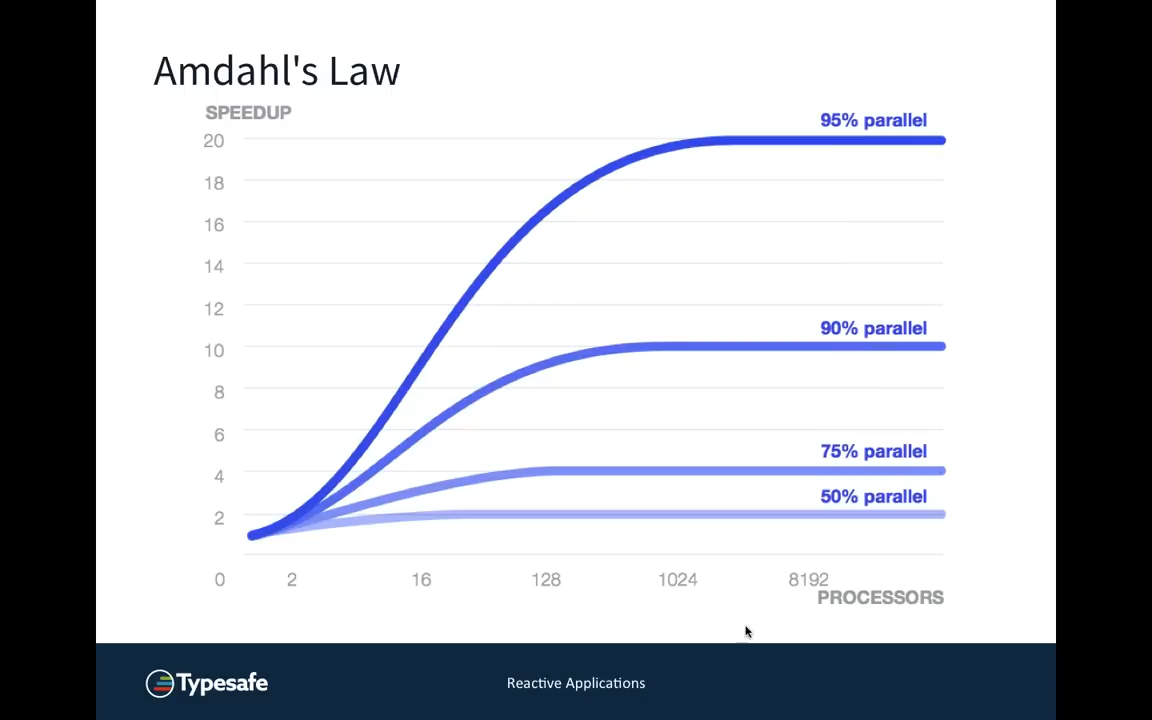 Amdahl's Law
SPEEDUP
95% parallel
20
18
16
14
12
90% parallel
10
8
6
75% parallel
4
50% parallel
2
0 2 16 128 1024 8192
PROCESSORS
Typesafe
Reactive Applications